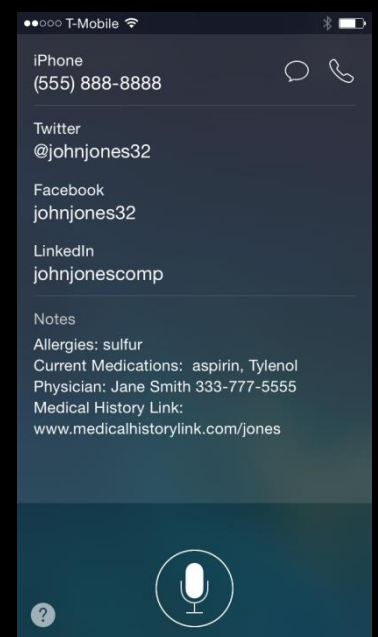 T-Mobile
iPhone
(555) 888-8888
Twitter
@johnjones32
Facebook
johnjones32
LinkedIn
johnjonescomp
Notes
Allergies: sulfur
Current Medications: aspirin, Tylenol
Physician: Jane Smith 333-777-5555
Medical History Link:
www.medicalhistorylink.com/jones
?